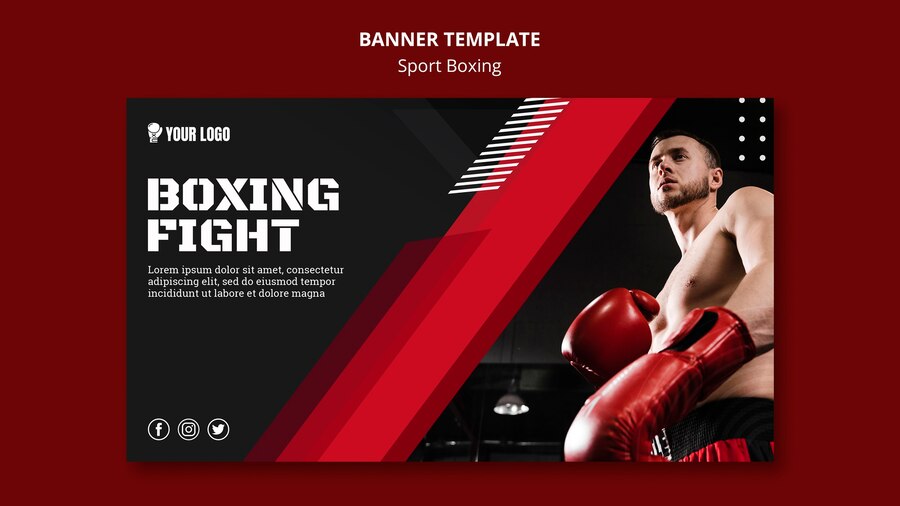 BANNER TEMPLATE
Sport Boxing
YOUR LOGO
BOXING
FIGHT
Lorem ipsum dolor sit amet, consectetur
adipiscing elit, sed do eiusmod tempor
incididunt ut labore et dolore magna